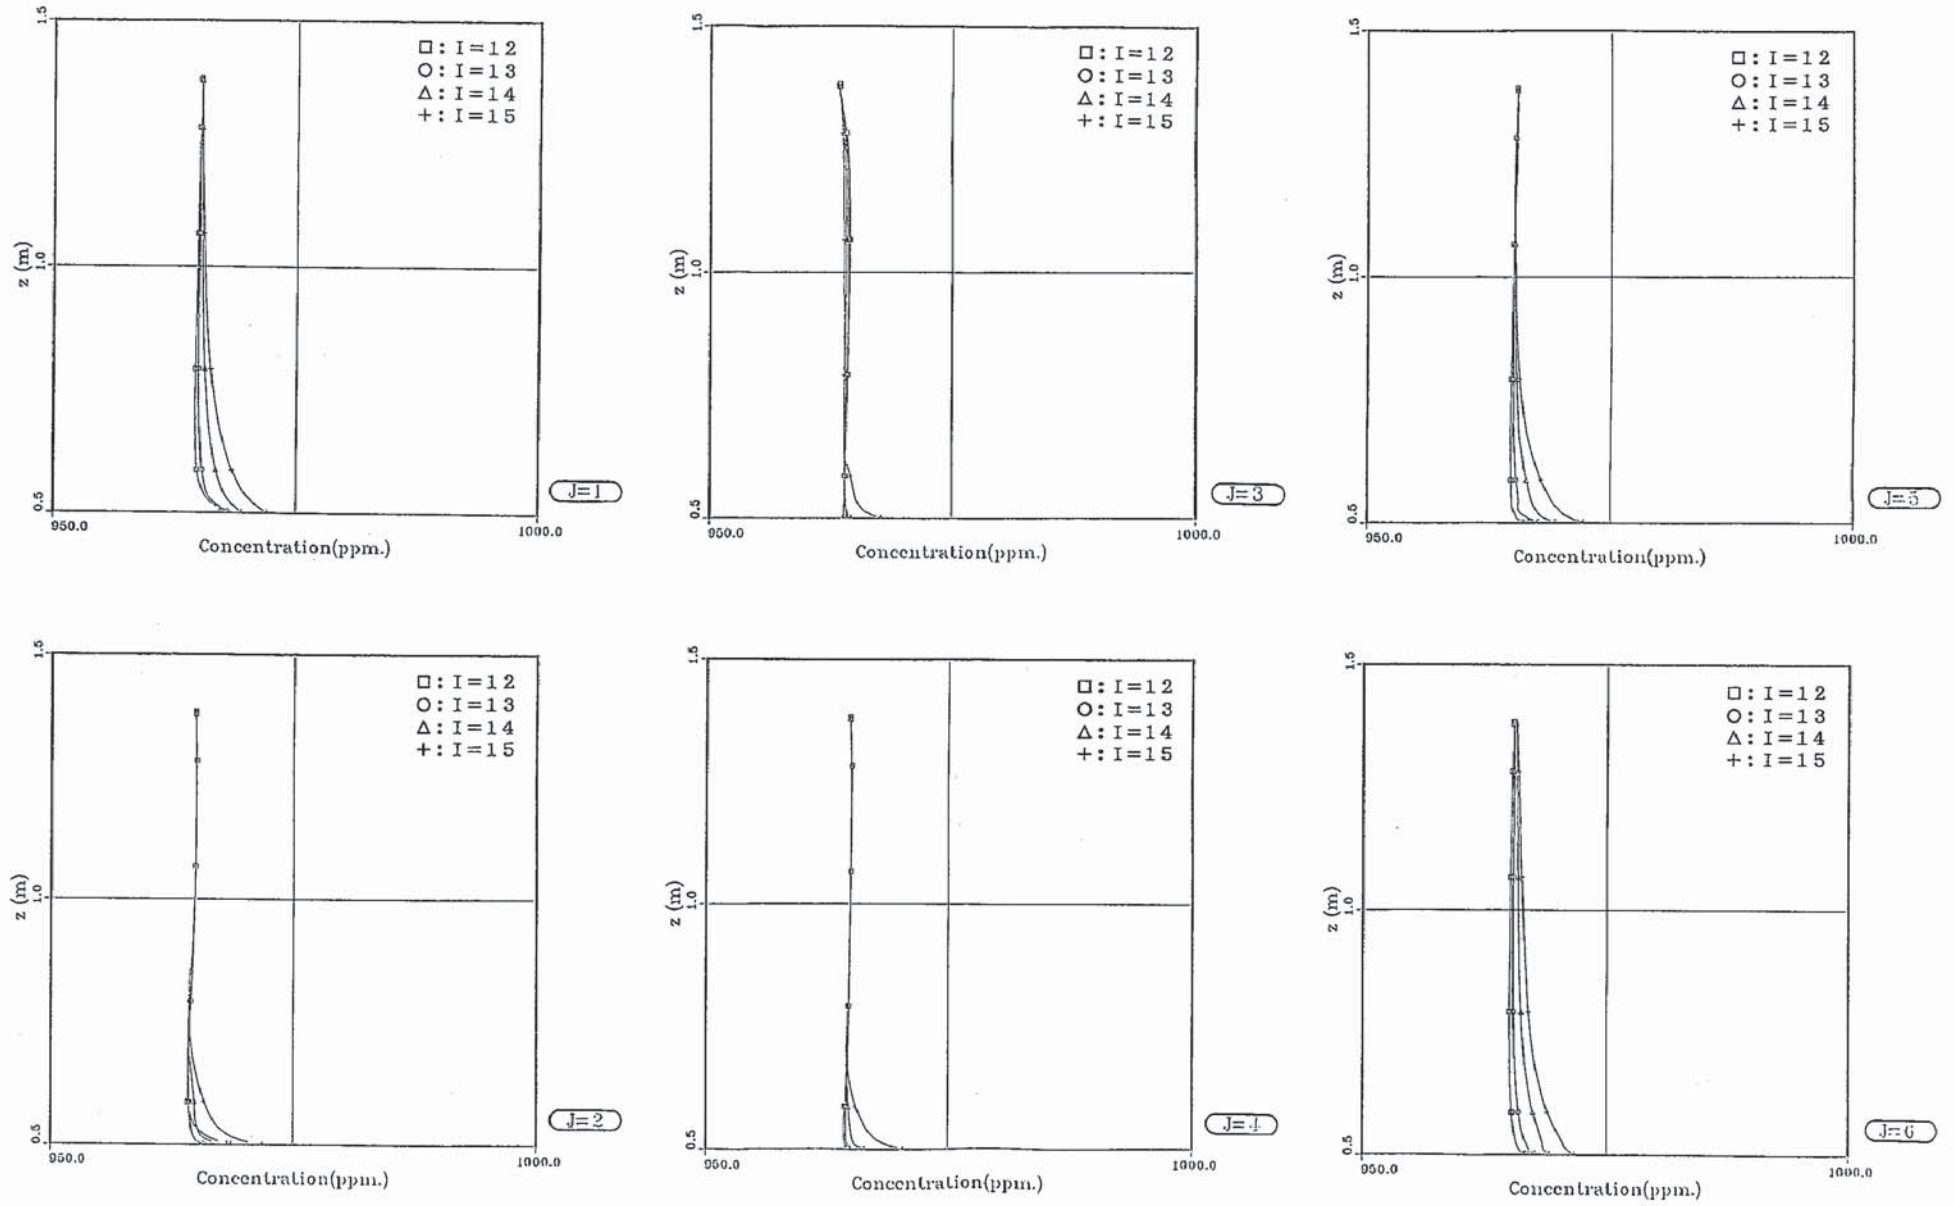 1.5
□: I=12
○: I=13
△: I=14
+: I=15
z (m)
1.0
0.5
950.0
1000.0
Concentration(ppm.)
J=1
1.5
□: I=12
○: I=13
△: I=14
+: I=15
z (m)
1.0
0.5
950.0
1000.0
Concentration(ppm.)
J=3
1.5
□: I=12
○: I=13
△: I=14
+: I=15
z (m)
1.0
0.5
950.0
1000.0
Concentration(ppm.)
J=5
1.5
□: I=12
○: I=13
△: I=14
+: I=15
z (m)
1.0
0.5
950.0
1000.0
Concentration(ppm.)
J=2
1.5
□: I=12
○: I=13
△: I=14
+: I=15
z (m)
1.0
0.5
950.0
1000.0
Concentration(ppm.)
J=4
1.5
□: I=12
○: I=13
△: I=14
+: I=15
z (m)
1.0
0.5
950.0
1000.0
Concentration(ppm.)
J=6